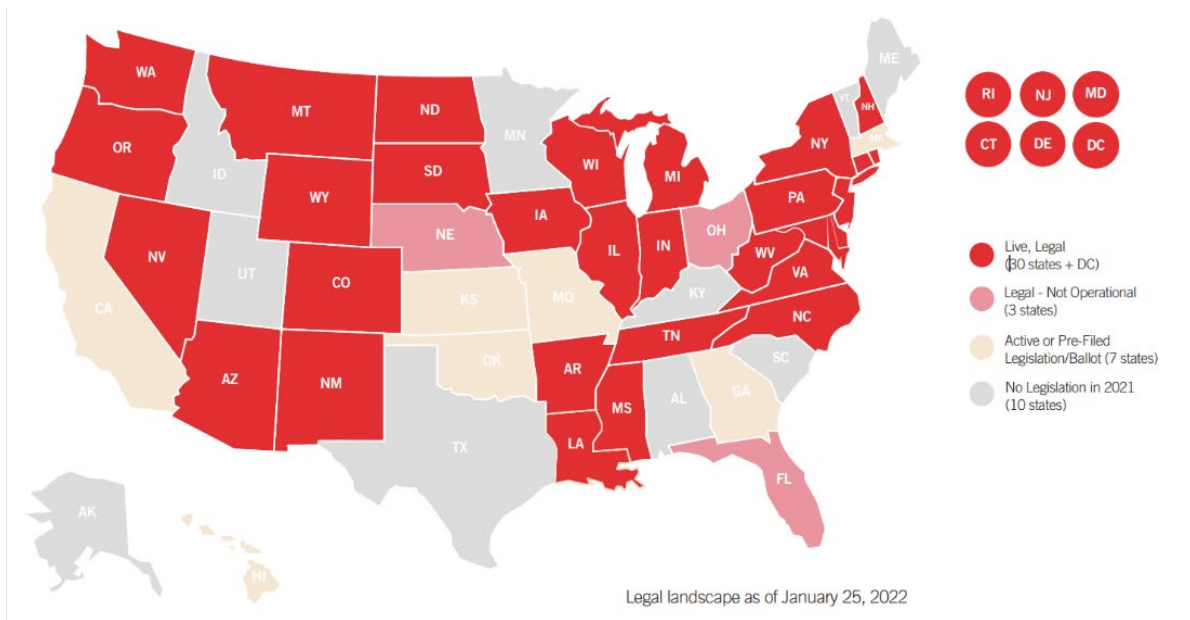 WA
MT
ND
MN
ME
VT
NH
RI
NJ
MD
OR
ID
SD
WI
MI
NY
MA
CT
DE
DC
WY
IA
PA
NE
NV
UT
CO
IL
IN
OH
WV
VA
CA
KS
MO
KY
NC
TN
AZ
NM
OK
AR
SC
MS
AL
GA
TX
LA
FL
AK
HI
Live, Legal
(30 states + DC)
Legal - Not Operational
(3 states)
Active or Pre-Filed
Legislation/Ballot (7 states)
No Legislation in 2021
(10 states)
Legal landscape as of January 25, 2022